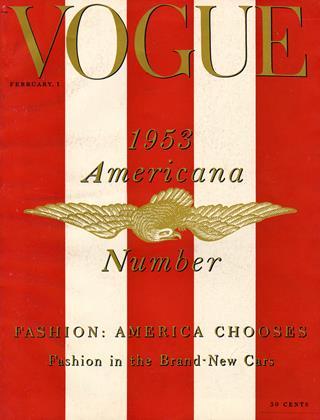 VOGUE
FEBRUARY, 1
1953
Americana
Number
FASHION: AMERICA CHOOSES
Fashion in the Brand-New Cars
50 CENTS